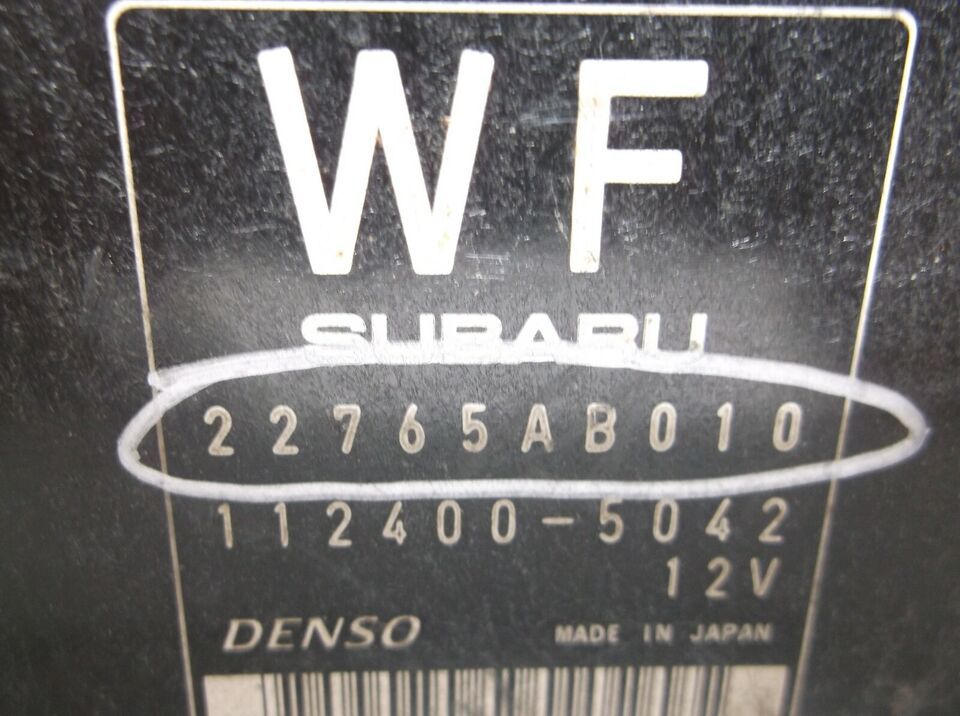 WF
SUBARU
22765AB010
112400-5042
12V
DENSO
MADE IN JAPAN